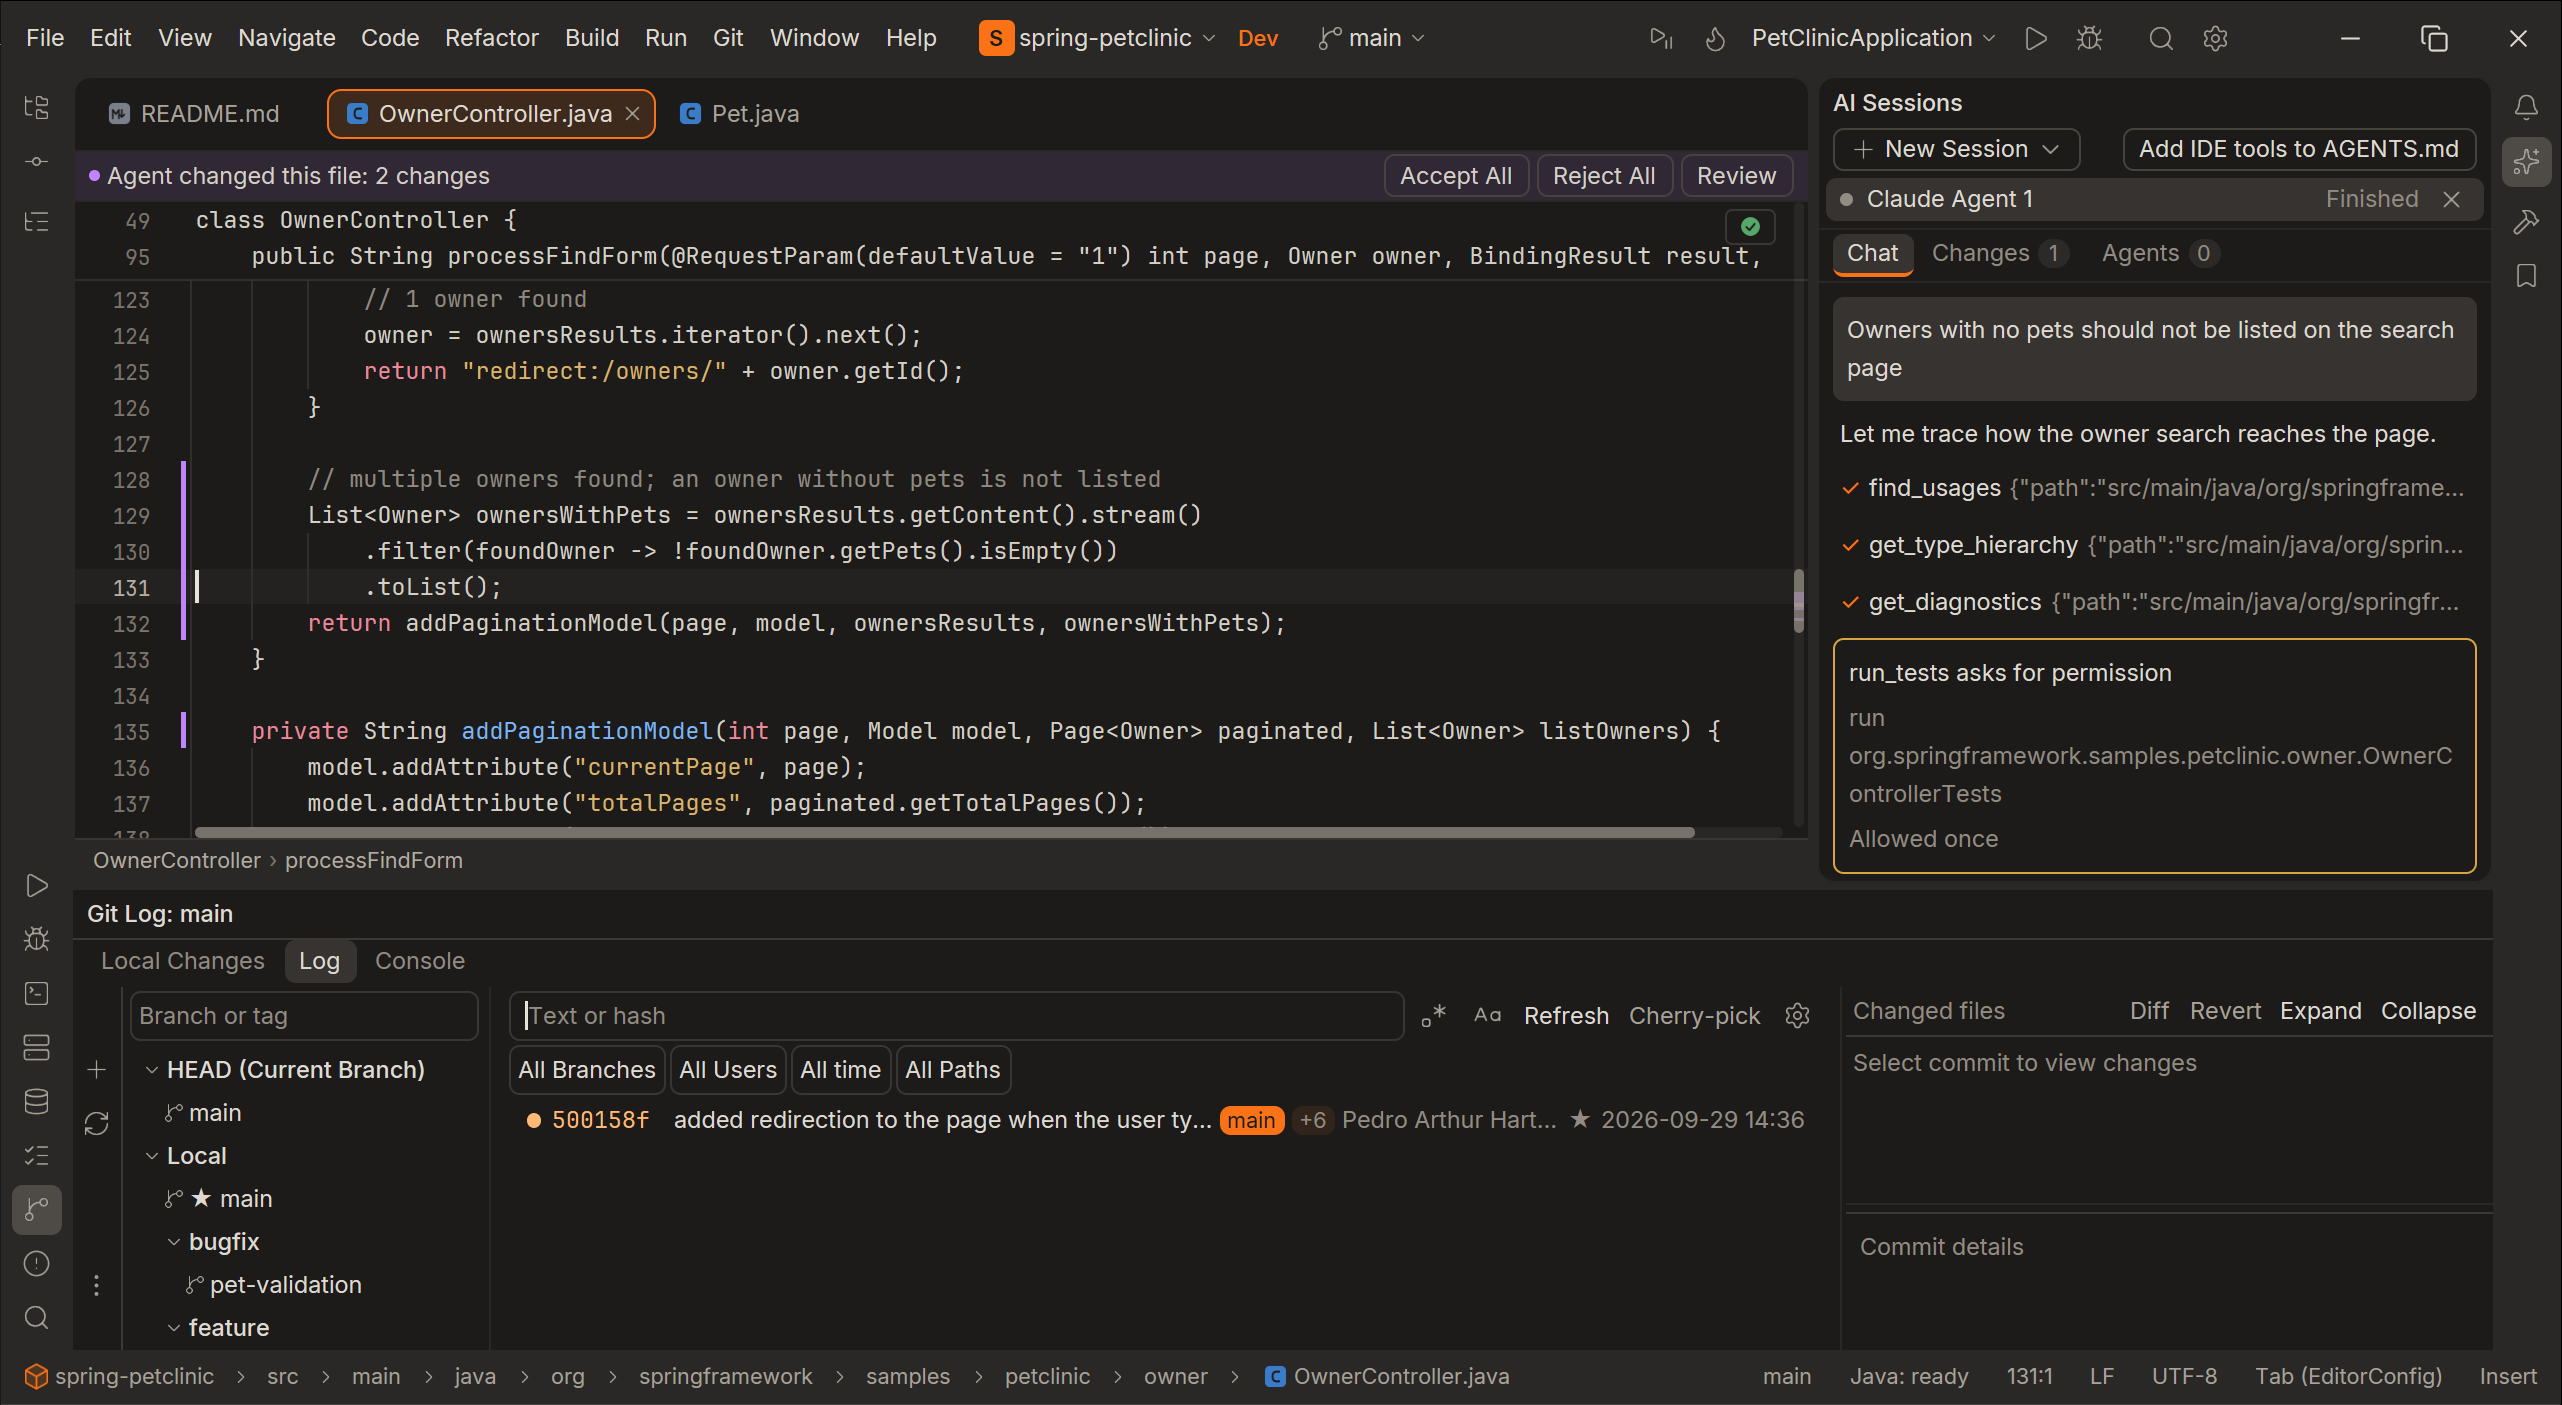 File Edit View Navigate Code Refactor Build Run Git Window Help S spring-petclinic Dev main PetClinicApplication
README.md C OwnerController.java C Pet.java
Agent changed this file: 2 changes Accept All Reject All Review
49 class OwnerController {
95 public String processFindForm(@RequestParam(defaultValue = "1") int page, Owner owner, BindingResult result,
123 // 1 owner found
124 owner = ownersResults.iterator().next();
125 return "redirect:/owners/" + owner.getId();
126 }
127
128 // multiple owners found; an owner without pets is not listed
129 List<Owner> ownersWithPets = ownersResults.getContent().stream()
130 .filter(foundOwner -> !foundOwner.getPets().isEmpty())
131 .toList();
132 return addPaginationModel(page, model, ownersResults, ownersWithPets);
133 }
134
135 private String addPaginationModel(int page, Model model, Page<Owner> paginated, List<Owner> listOwners) {
136 model.addAttribute("currentPage", page);
137 model.addAttribute("totalPages", paginated.getTotalPages());
OwnerController › processFindForm
AI Sessions
New Session Add IDE tools to AGENTS.md
Claude Agent 1 Finished
Chat Changes 1 Agents 0
Owners with no pets should not be listed on the search
page
Let me trace how the owner search reaches the page.
find_usages {"path":"src/main/java/org/springframe...
get_type_hierarchy {"path":"src/main/java/org/sprin...
get_diagnostics {"path":"src/main/java/org/springfr...
run_tests asks for permission
run
org.springframework.samples.petclinic.owner.OwnerC
ontrollerTests
Allowed once
Git Log: main
Local Changes Log Console
Branch or tag
HEAD (Current Branch)
main
Local
★ main
bugfix
pet-validation
feature
Text or hash .* Aa Refresh Cherry-pick
All Branches All Users All time All Paths
500158f added redirection to the page when the user ty... main +6 Pedro Arthur Hart... ★ 2026-09-29 14:36
Changed files Diff Revert Expand Collapse
Select commit to view changes
Commit details
spring-petclinic › src › main › java › org › springframework › samples › petclinic › owner › C OwnerController.java main Java: ready 131:1 LF UTF-8 Tab (EditorConfig) Insert